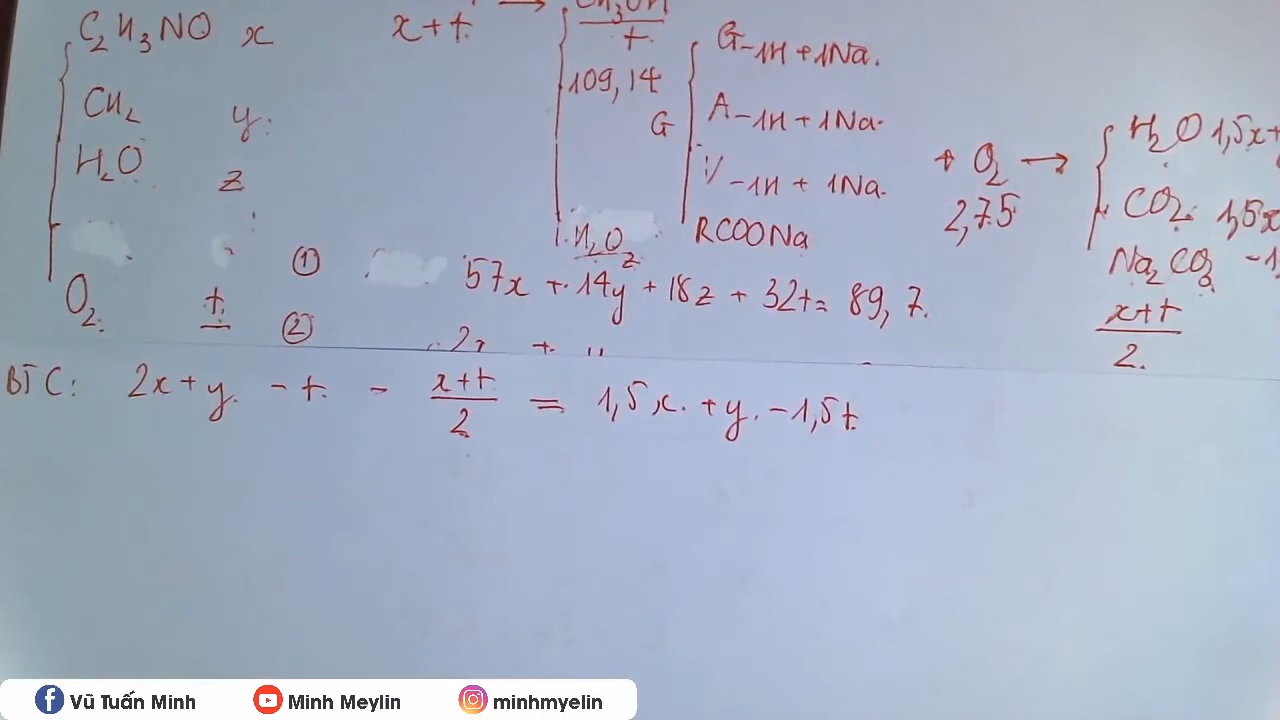 C₂H₃NO x x+t → CH₃OH
t.
109,14 G-1H+1Na.
CH₂ y. G A-1H+1Na.
H₂O z V-1H+1Na. + O₂ → H₂O 1,5x+
2,75 CO₂: 1,5x
H₂O z RCOONa Na₂CO₃ -1
x+t
2.
O₂ t. ① 57x + 14y + 18z + 32t = 89,7.
②
BTC: 2x+y. - t. - x+t/2 = 1,5x. + y. - 1,5t
Vũ Tuấn Minh Minh Meylin minhmyelin